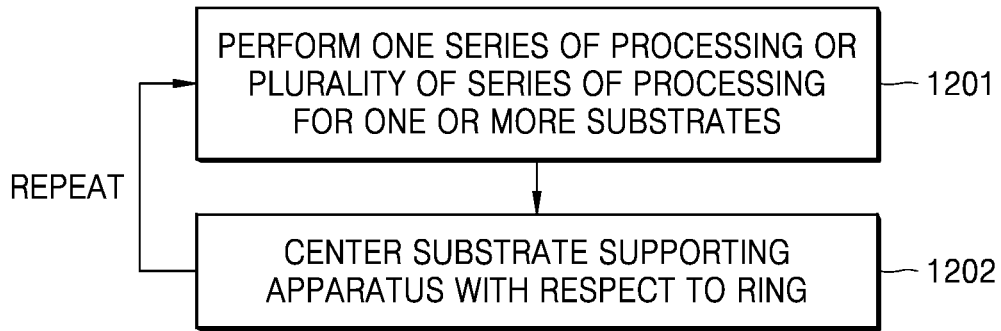 PERFORM ONE SERIES OF PROCESSING OR
PLURALITY OF SERIES OF PROCESSING
FOR ONE OR MORE SUBSTRATES
1201
REPEAT
CENTER SUBSTRATE SUPPORTING
APPARATUS WITH RESPECT TO RING
1202